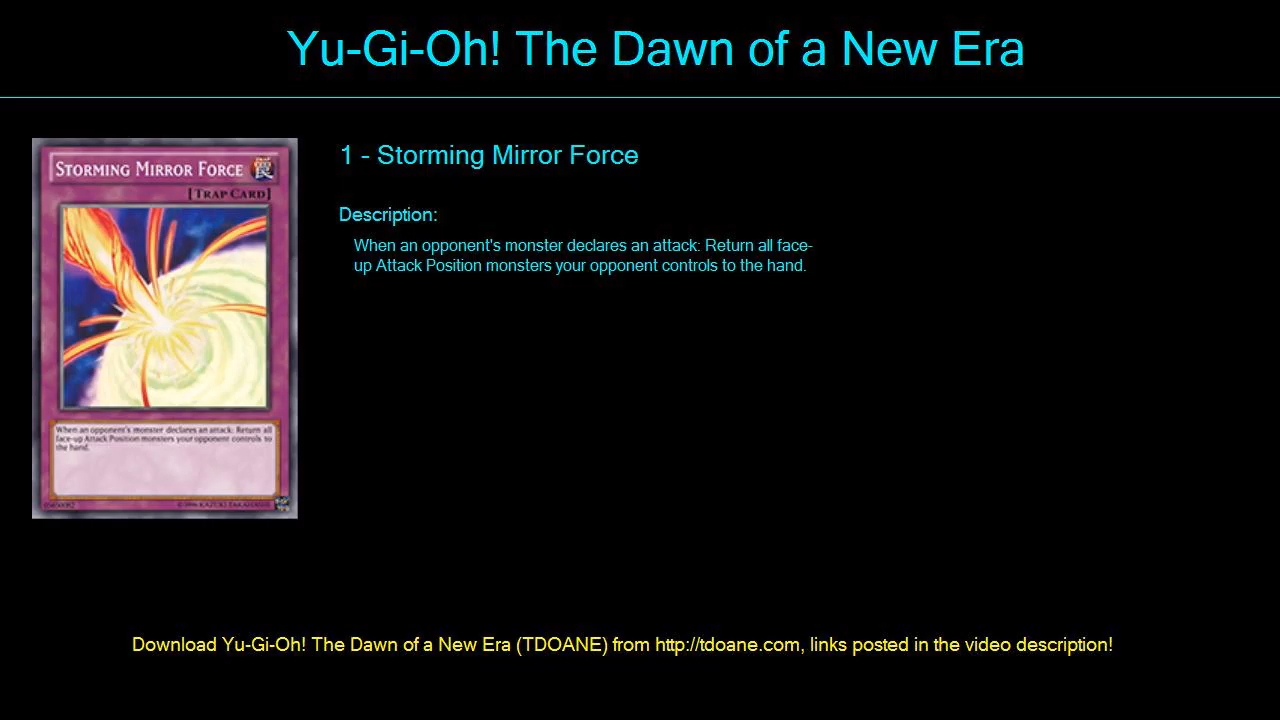 Yu-Gi-Oh! The Dawn of a New Era
STORMING MIRROR FORCE 罠
[TRAP CARD]
When an opponent's monster declares an attack: Return all
face-up Attack Position monsters your opponent controls to
the hand.
©1996 KAZUKI TAKAHASHI
1 - Storming Mirror Force
Description:
When an opponent's monster declares an attack: Return all face-
up Attack Position monsters your opponent controls to the hand.
Download Yu-Gi-Oh! The Dawn of a New Era (TDOANE) from http://tdoane.com, links posted in the video description!